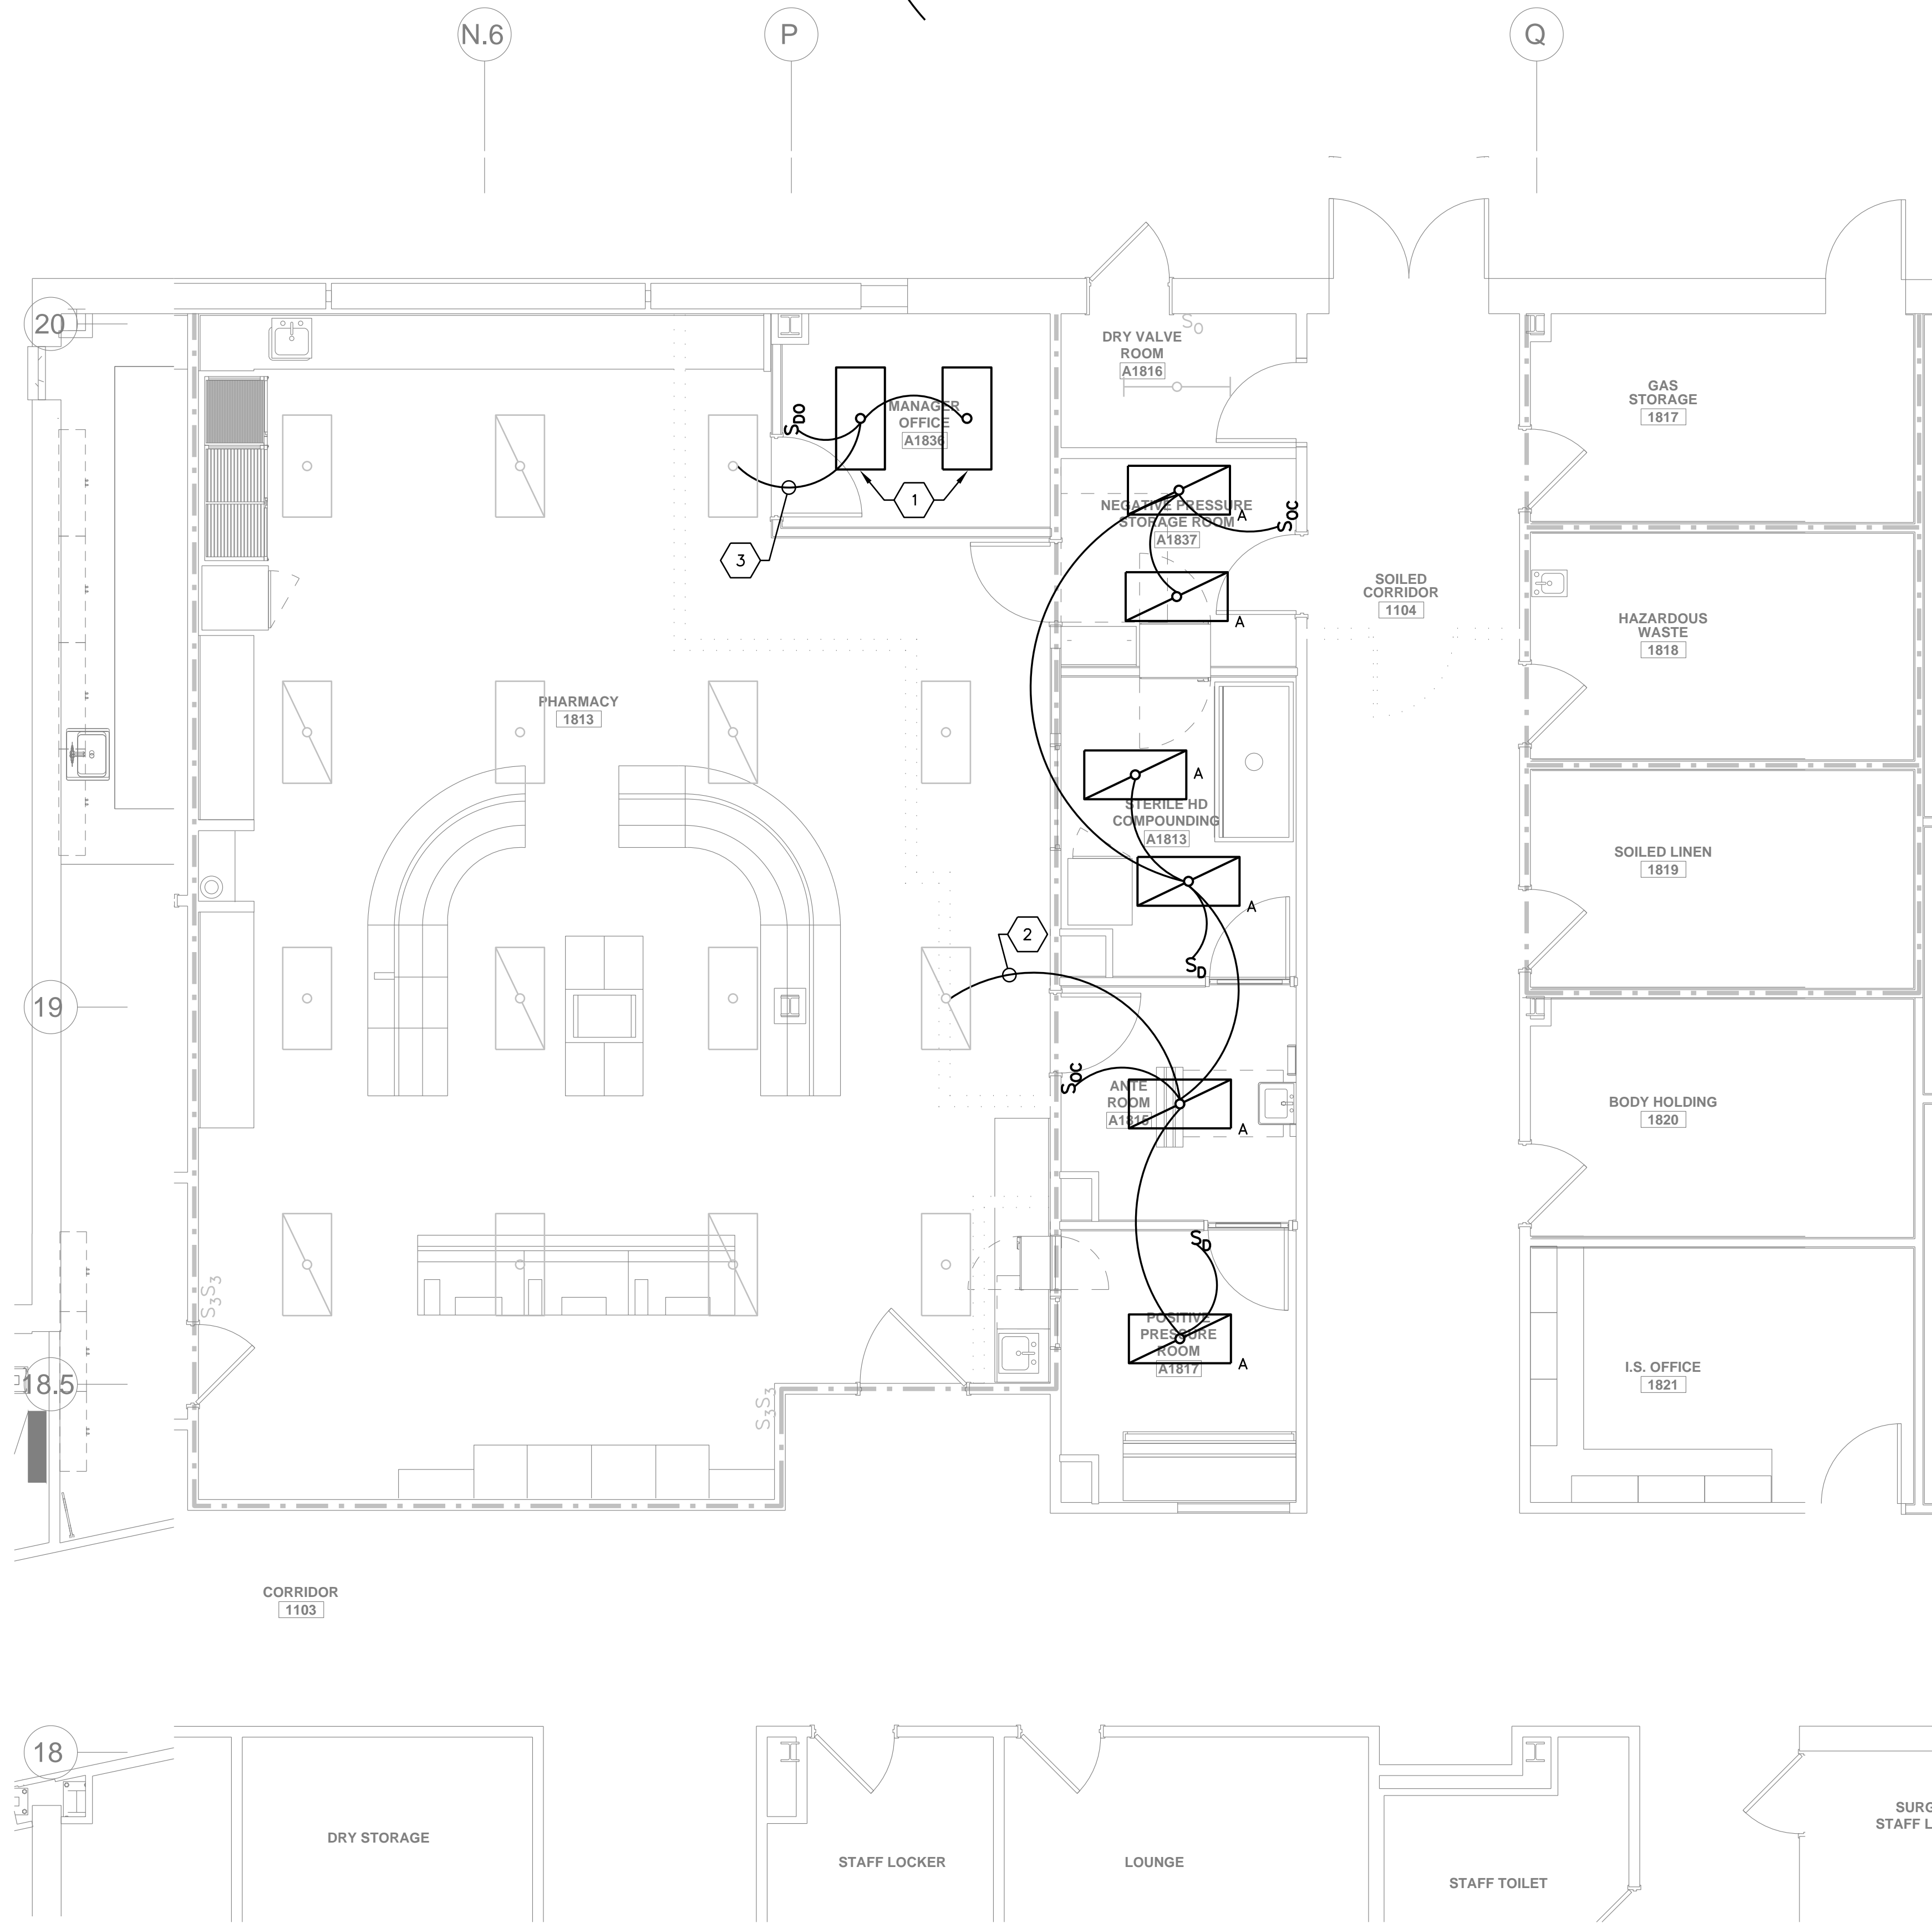 N.6
P
Q
20
DRY VALVE
ROOM
A1816
S0
GAS
STORAGE
1817
SDO
MANAGER
OFFICE
A1836
1
3
NEGATIVE PRESSURE
STORAGE ROOM
A1837
A
SOC
A
SOILED
CORRIDOR
1104
HAZARDOUS
WASTE
1818
PHARMACY
1813
A
STERILE HD
COMPOUNDING
A1813
A
SOILED LINEN
1819
2
SD
19
SOC
ANTE
ROOM
A1815
A
BODY HOLDING
1820
SD
S3S3
POSITIVE
PRESSURE
ROOM
A1817
A
18.5
S3S3
I.S. OFFICE
1821
CORRIDOR
1103
18
DRY STORAGE
STAFF LOCKER
LOUNGE
STAFF TOILET
SURG
STAFF L